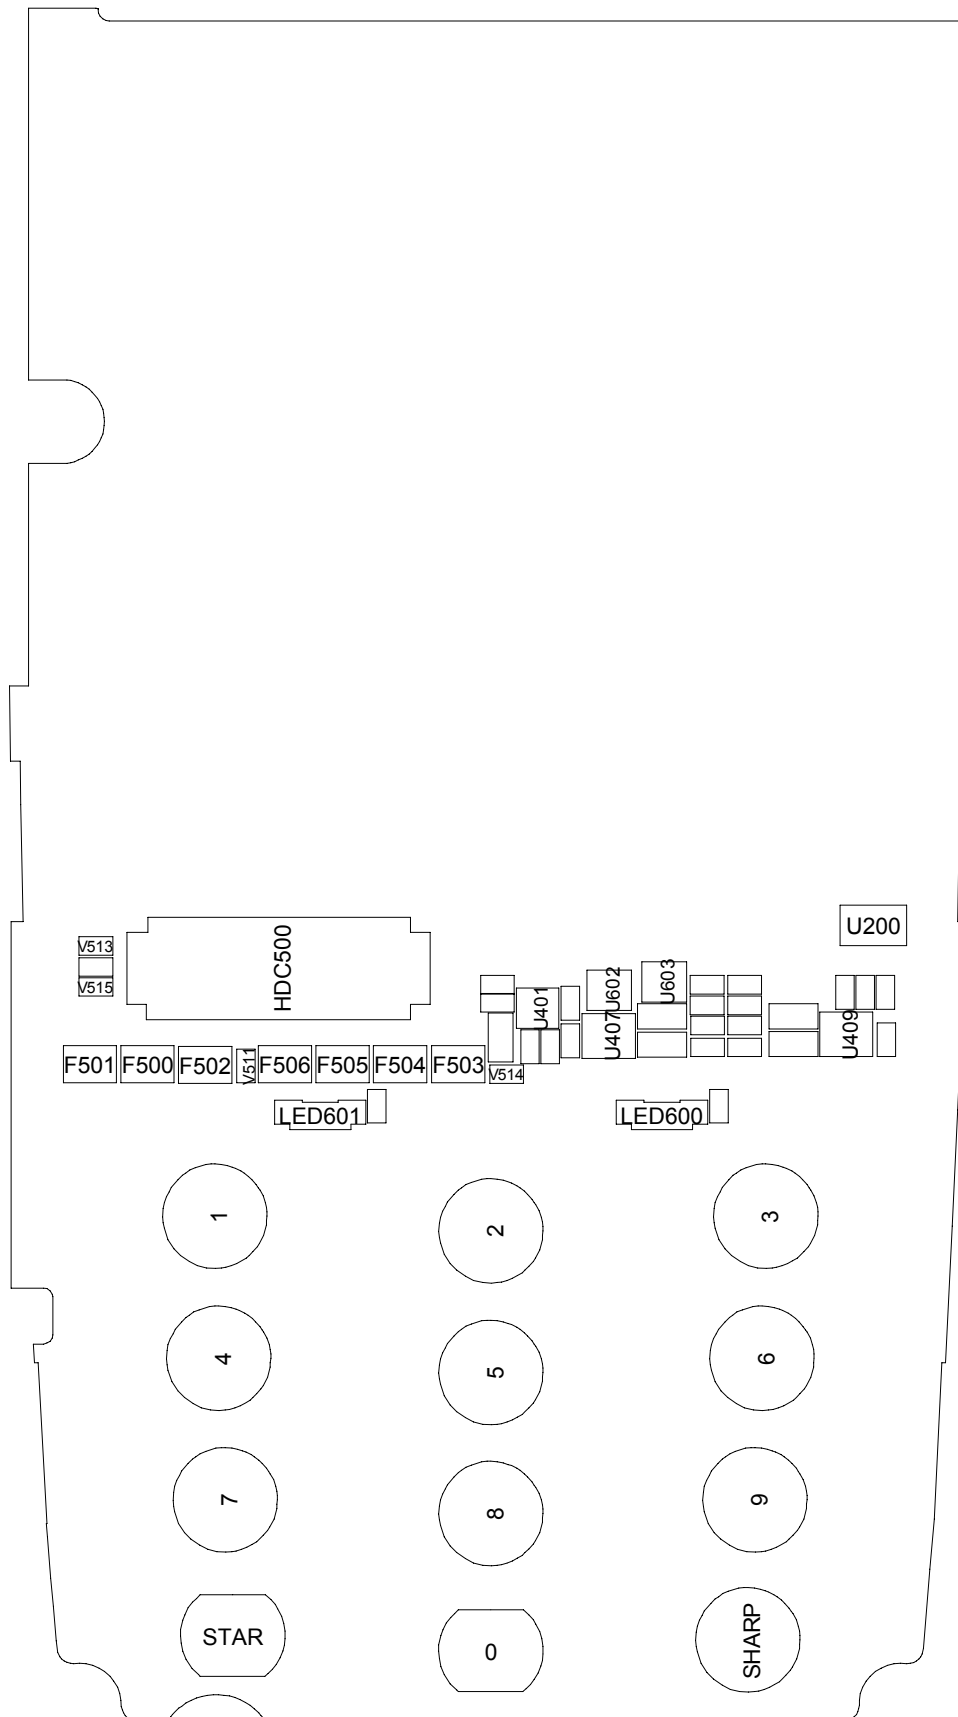 U200
V513
HDC500
V515
U401
U602
U603
U407
U409
F501
F500
F502
V511
F506
F505
F504
F503
V514
LED601
LED600
1
2
3
4
5
6
7
8
9
STAR
0
SHARP